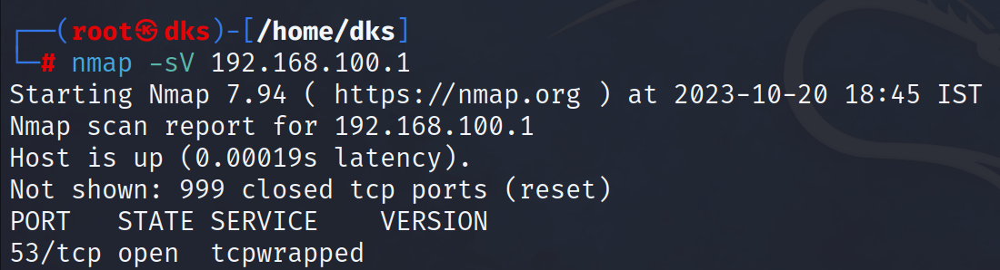 ┌──(root㉿dks)-[/home/dks]
└─# nmap -sV 192.168.100.1
Starting Nmap 7.94 ( https://nmap.org ) at 2023-10-20 18:45 IST
Nmap scan report for 192.168.100.1
Host is up (0.00019s latency).
Not shown: 999 closed tcp ports (reset)
PORT   STATE SERVICE    VERSION
53/tcp open  tcpwrapped